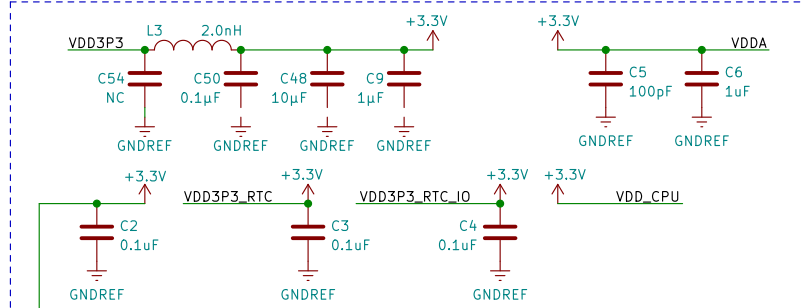 L3 2.0nH +3.3V +3.3V
VDD3P3 VDDA
C54 C50 C48 C9 C5 C6
NC 0.1µF 10µF 1µF 100pF 1uF
GNDREF GNDREF GNDREF GNDREF GNDREF GNDREF
+3.3V +3.3V +3.3V +3.3V
VDD3P3_RTC VDD3P3_RTC_IO VDD_CPU
C2 C3 C4
0.1uF 0.1uF 0.1uF
GNDREF GNDREF GNDREF